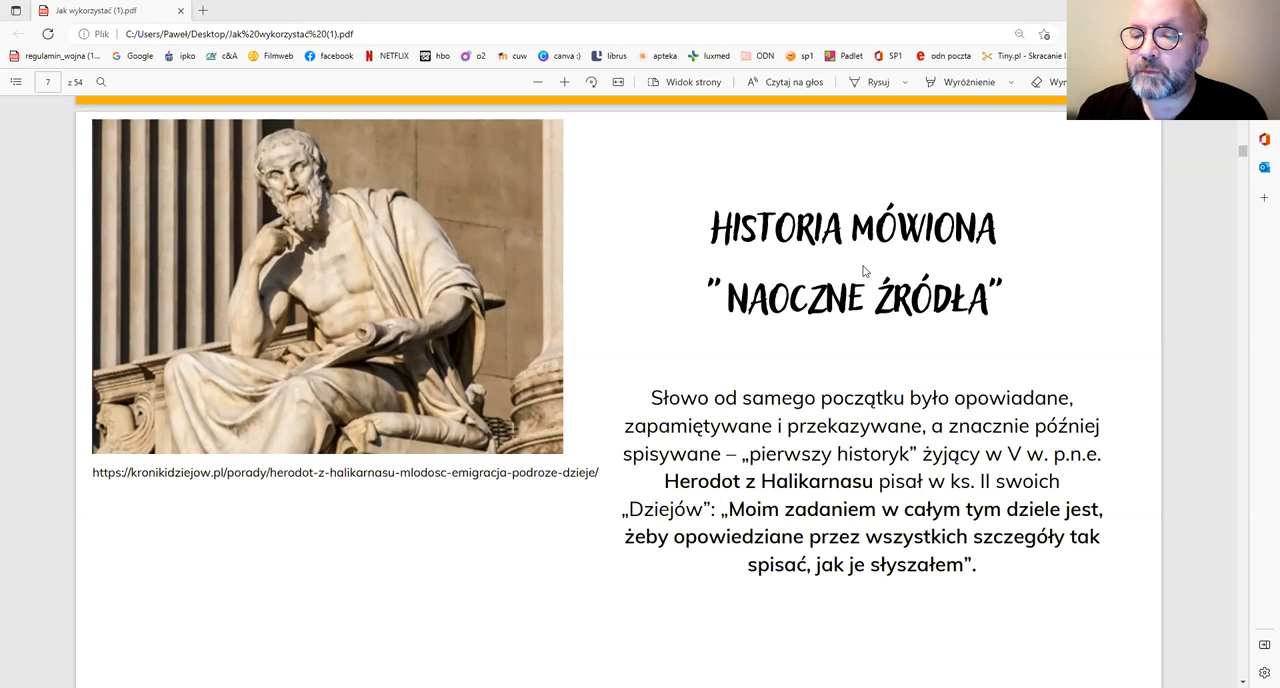 Jak wykorzystać (1).pdf
Plik C:/Users/Paweł/Desktop/Jak%20wykorzystać%20(1).pdf
regulamin_wojna (1... Google ipko c&A Filmweb facebook NETFLIX hbo o2 cuw canva :) librus apteka luxmed ODN sp1 Padlet SP1 odn poczta Tiny.pl - Skracanie l
7 z 54 Widok strony Czytaj na głos Rysuj Wyróżnienie Wyr
HISTORIA MÓWIONA
"NAOCZNE ŹRÓDŁA"
Słowo od samego początku było opowiadane,
zapamiętywane i przekazywane, a znacznie później
spisywane – „pierwszy historyk” żyjący w V w. p.n.e.
Herodot z Halikarnasu pisał w ks. II swoich
„Dziejów”: „Moim zadaniem w całym tym dziele jest,
żeby opowiedziane przez wszystkich szczegóły tak
spisać, jak je słyszałem”.
https://kronikidziejow.pl/porady/herodot-z-halikarnasu-mlodosc-emigracja-podroze-dzieje/